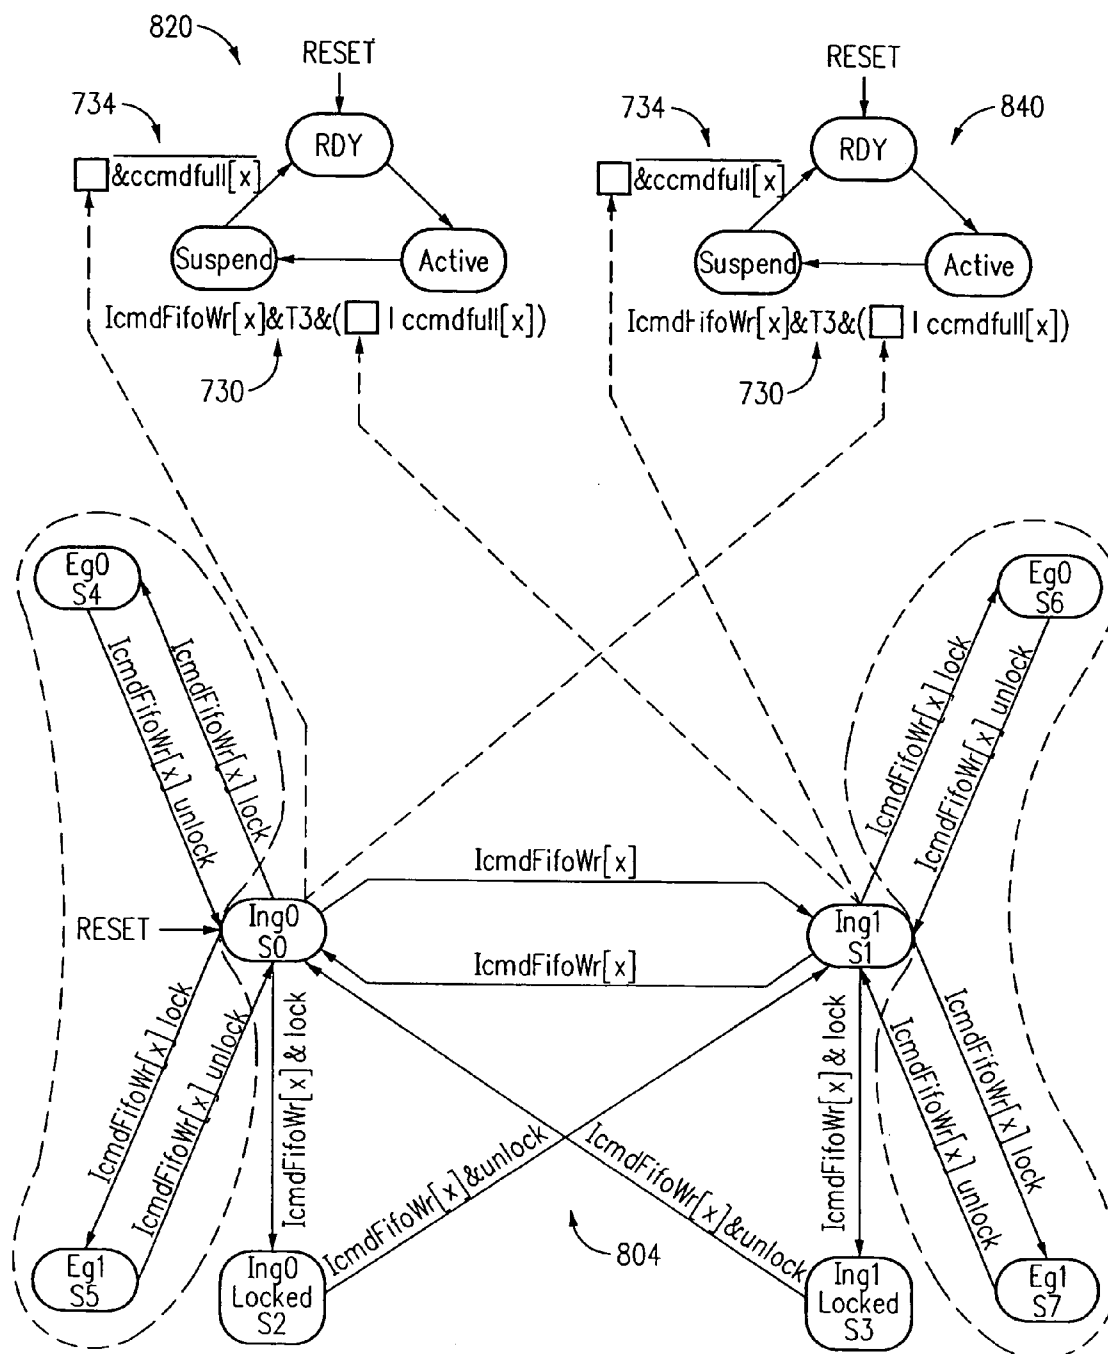 820
RESET
734
RDY
&ccmdfull[x]
Suspend
Active
IcmdFifoWr[x]&T3&( | ccmdfull[x])
730
RESET
734
840
RDY
&ccmdfull[x]
Suspend
Active
IcmdFifoWr[x]&T3&( | ccmdfull[x])
730
Eg0
S4
IcmdFifoWr[x] lock
IcmdFifoWr[x] unlock
Eg0
S6
IcmdFifoWr[x] lock
IcmdFifoWr[x] unlock
IcmdFifoWr[x]
RESET
Ing0
S0
Ing1
S1
IcmdFifoWr[x]
IcmdFifoWr[x] lock
IcmdFifoWr[x] unlock
IcmdFifoWr[x] & lock
IcmdFifoWr[x]&unlock
IcmdFifoWr[x]&unlock
IcmdFifoWr[x] & lock
IcmdFifoWr[x] unlock
IcmdFifoWr[x] lock
804
Eg1
S5
Ing0
Locked
S2
Ing1
Locked
S3
Eg1
S7